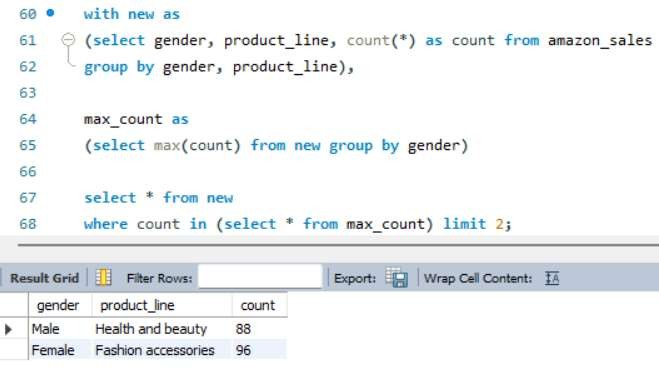 60 with new as
61 (select gender, product_line, count(*) as count from amazon_sales
62 group by gender, product_line),
63
64 max_count as
65 (select max(count) from new group by gender)
66
67 select * from new
68 where count in (select * from max_count) limit 2;
Result Grid Filter Rows: Export: Wrap Cell Content: IA
gender product_line count
Male Health and beauty 88
Female Fashion accessories 96